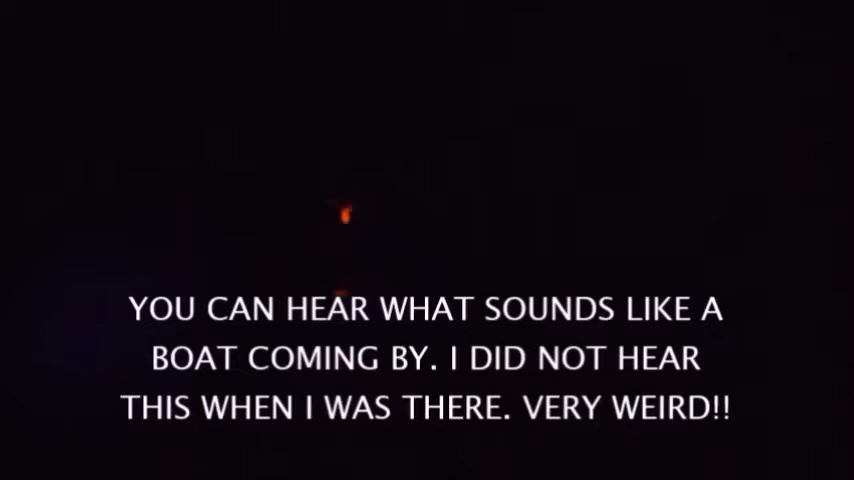 YOU CAN HEAR WHAT SOUNDS LIKE A
BOAT COMING BY. I DID NOT HEAR
THIS WHEN I WAS THERE. VERY WEIRD!!